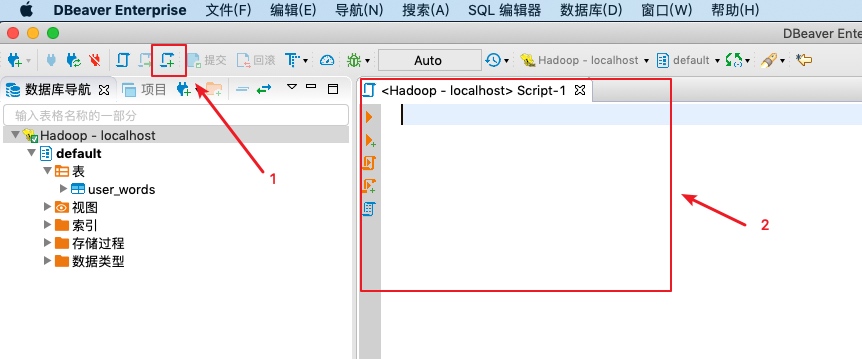 DBeaver Enterprise 文件(F) 编辑(E) 导航(N) 搜索(A) SQL 编辑器 数据库(D) 窗口(W) 帮助(H)
DBeaver Ente
提交 回滚 Auto Hadoop - localhost default
数据库导航 项目 <Hadoop - localhost> Script-1
输入表格名称的一部分
Hadoop - localhost
default
表
1
user_words
视图
2
索引
存储过程
数据类型